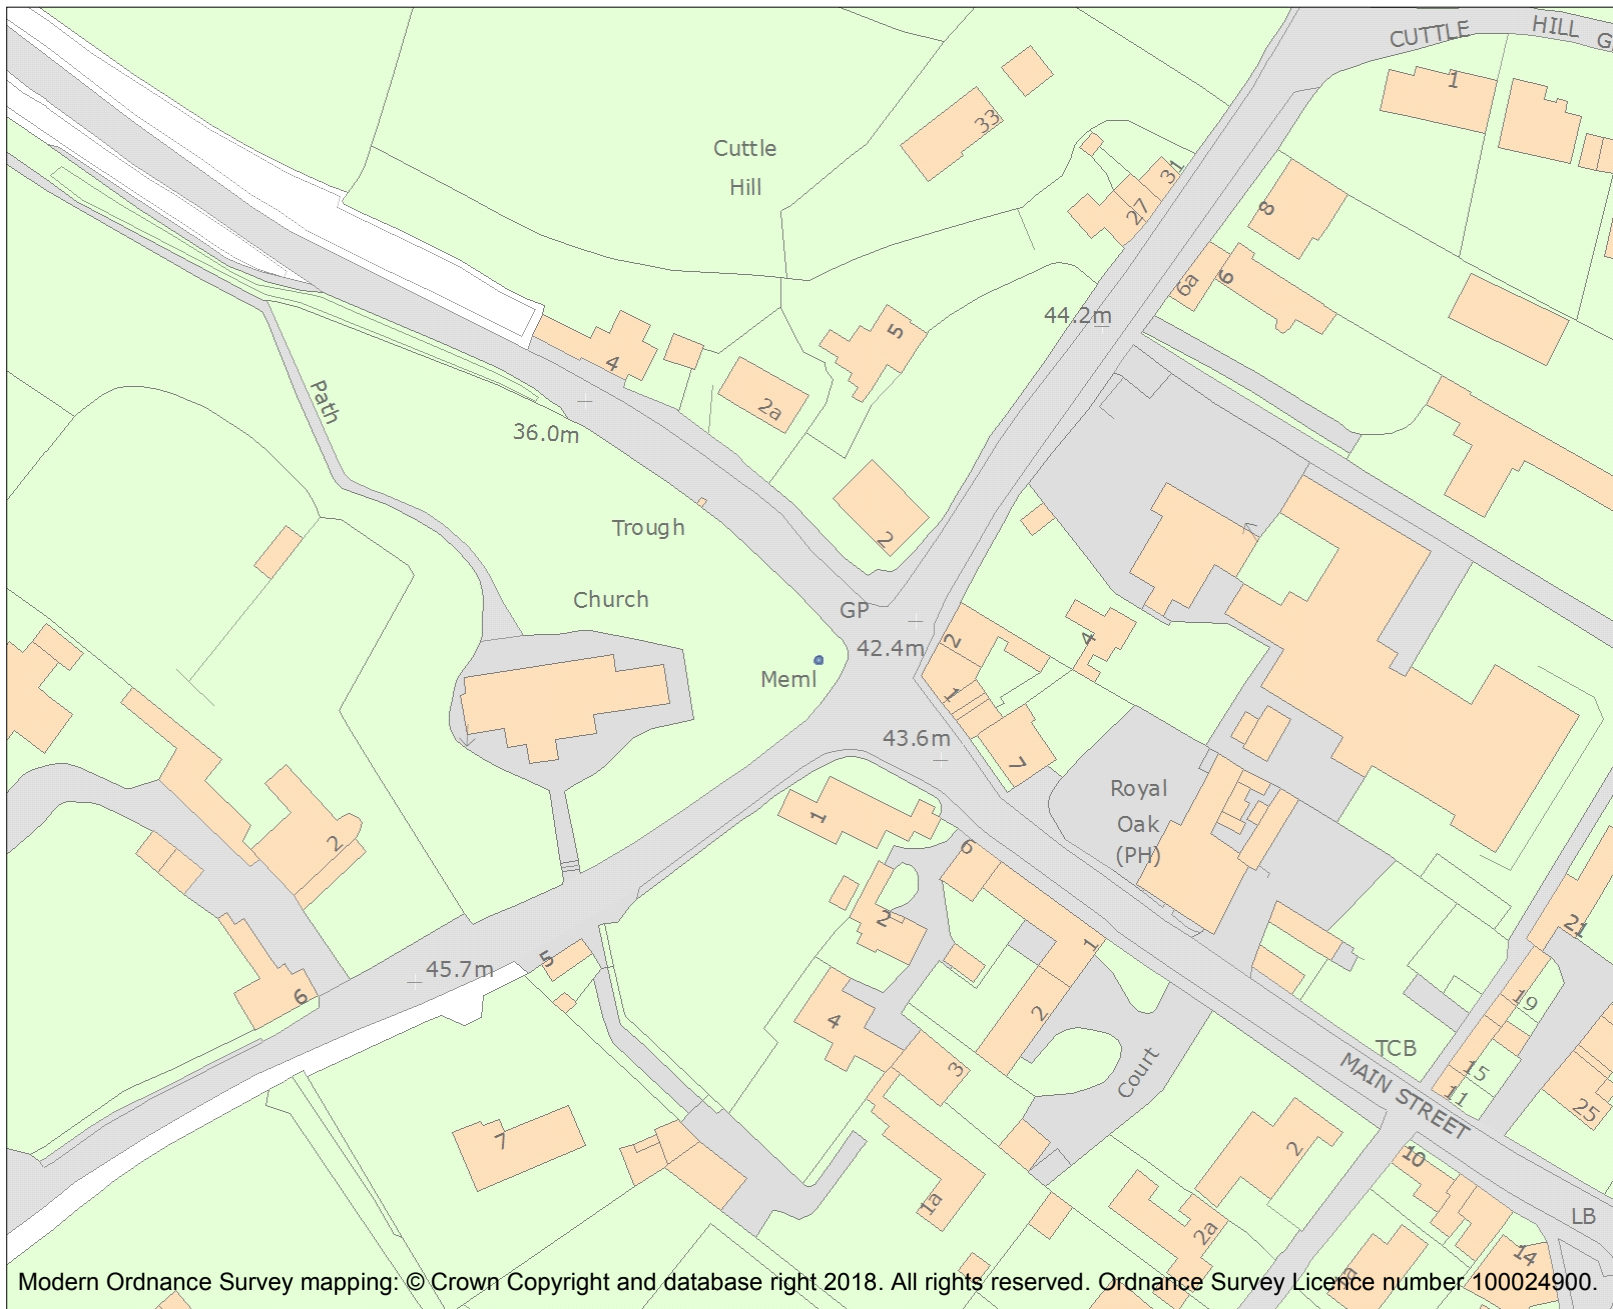 CUTTLE HILL G
1
33
Cuttle
Hill
31
27
8
6a
6
44.2m
5
4
2a
36.0m
Path
Trough
2
Church
GP
42.4m
Meml
2
4
1
43.6m
7
Royal
Oak
(PH)
1
6
2
2
1
21
5
45.7m
6
4
2
19
TCB
Court
3
MAIN STREET
15
11
25
7
2
10
1a
2a
LB
14
a
Modern Ordnance Survey mapping: © Crown Copyright and database right 2018. All rights reserved. Ordnance Survey Licence number 100024900.